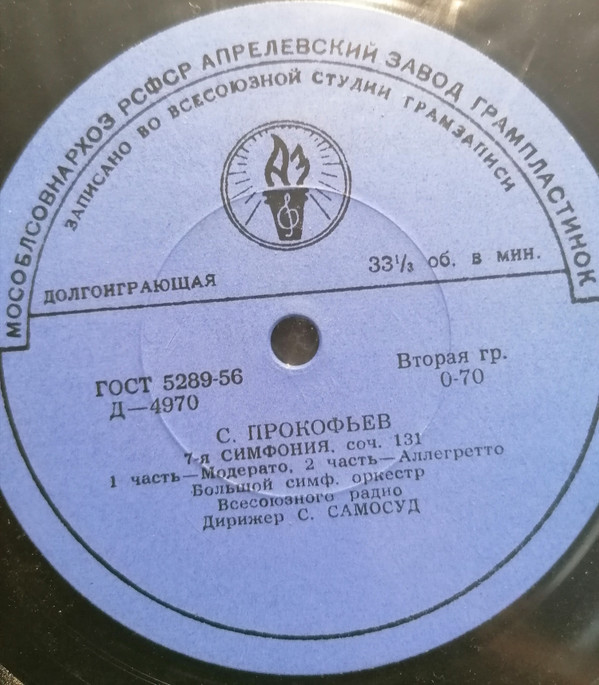 МОСОБЛСОВНАРХОЗ РСФСР АПРЕЛЕВСКИЙ ЗАВОД ГРАМПЛАСТИНОК
ЗАПИСАНО ВО ВСЕСОЮЗНОЙ СТУДИИ ГРАМЗАПИСИ
АЗ
ДОЛГОИГРАЮЩАЯ 33⅓ об. в мин.
ГОСТ 5289-56 Вторая гр.
Д—4970 0-70
С. ПРОКОФЬЕВ
7-я СИМФОНИЯ, соч. 131
1 часть—Модерато, 2 часть—Аллегретто
Большой симф. оркестр
Всесоюзного радио
Дирижер С. САМОСУД